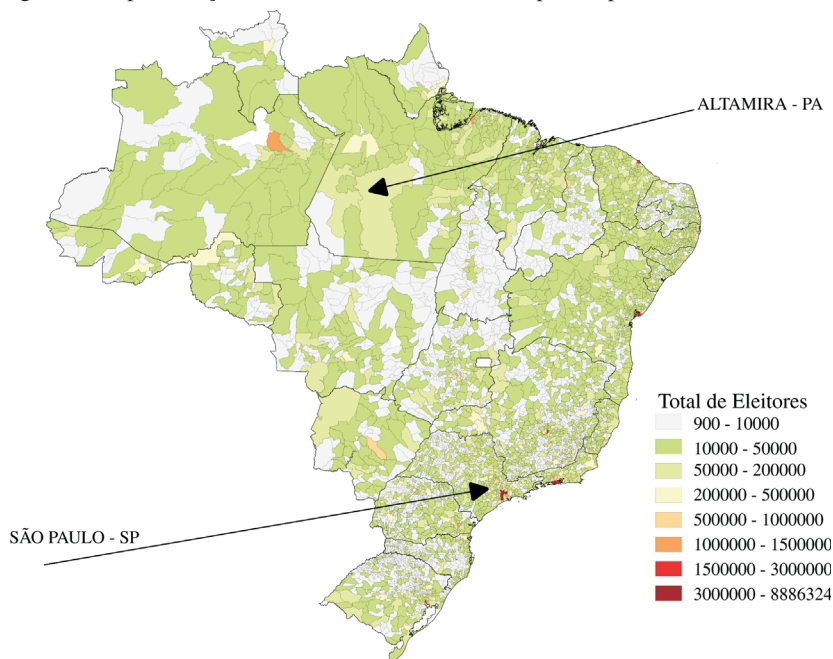 ALTAMIRA - PA
SÃO PAULO - SP
Total de Eleitores
900 - 10000
10000 - 50000
50000 - 200000
200000 - 500000
500000 - 1000000
1000000 - 1500000
1500000 - 3000000
3000000 - 8886324